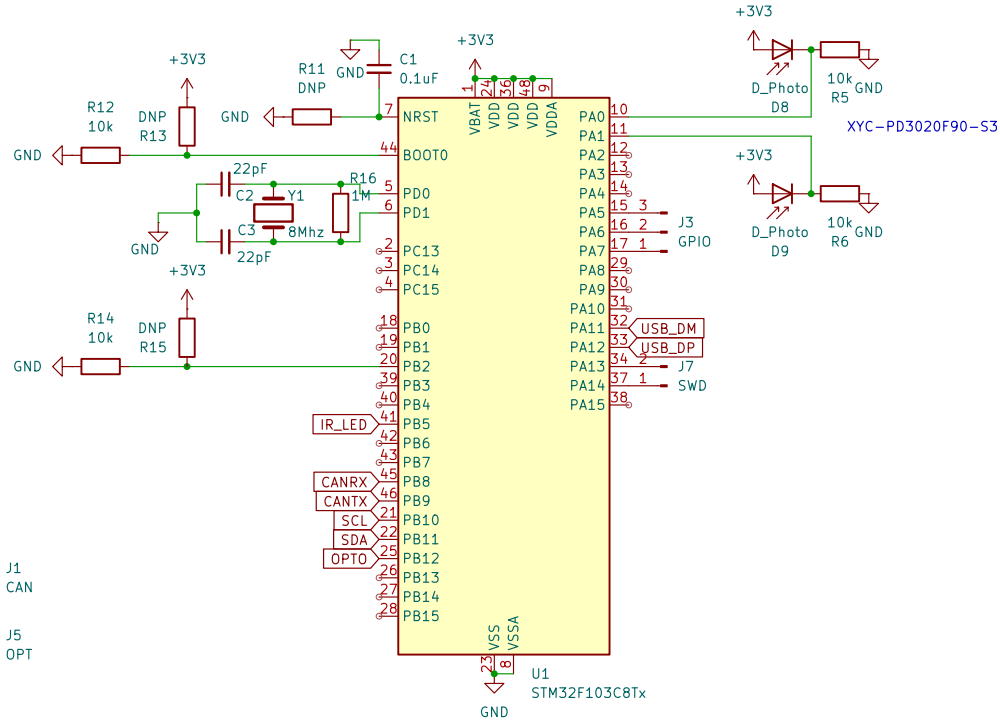 +3V3
+3V3
+3V3
C1
GND
0.1uF
R11
DNP
D_Photo
D8
10k
R5
GND
R12
10k
DNP
R13
GND
GND
1
24
36
48
9
VBAT
VDD
VDD
VDD
VDDA
7
NRST
10
PA0
XYC-PD3020F90-S3
11
PA1
44
BOOT0
12
PA2
+3V3
13
PA3
22pF
C2
Y1
R16
1M
5
PD0
14
PA4
6
PD1
15
PA5
3
J3
GPIO
16
PA6
2
17
PA7
1
D_Photo
D9
10k
R6
GND
C3
8Mhz
22pF
GND
2
PC13
3
PC14
4
PC15
29
PA8
30
PA9
31
PA10
+3V3
R14
10k
DNP
R15
GND
18
PB0
19
PB1
20
PB2
39
PB3
40
PB4
32
PA11
USB_DM
33
PA12
USB_DP
34
PA13
2
J7
SWD
37
PA14
1
38
PA15
IR_LED
41
PB5
42
PB6
43
PB7
CANRX
45
PB8
CANTX
46
PB9
SCL
21
PB10
SDA
22
PB11
OPTO
25
PB12
26
PB13
27
PB14
28
PB15
J1
CAN
J5
OPT
VSS
VSSA
23
8
U1
STM32F103C8Tx
GND